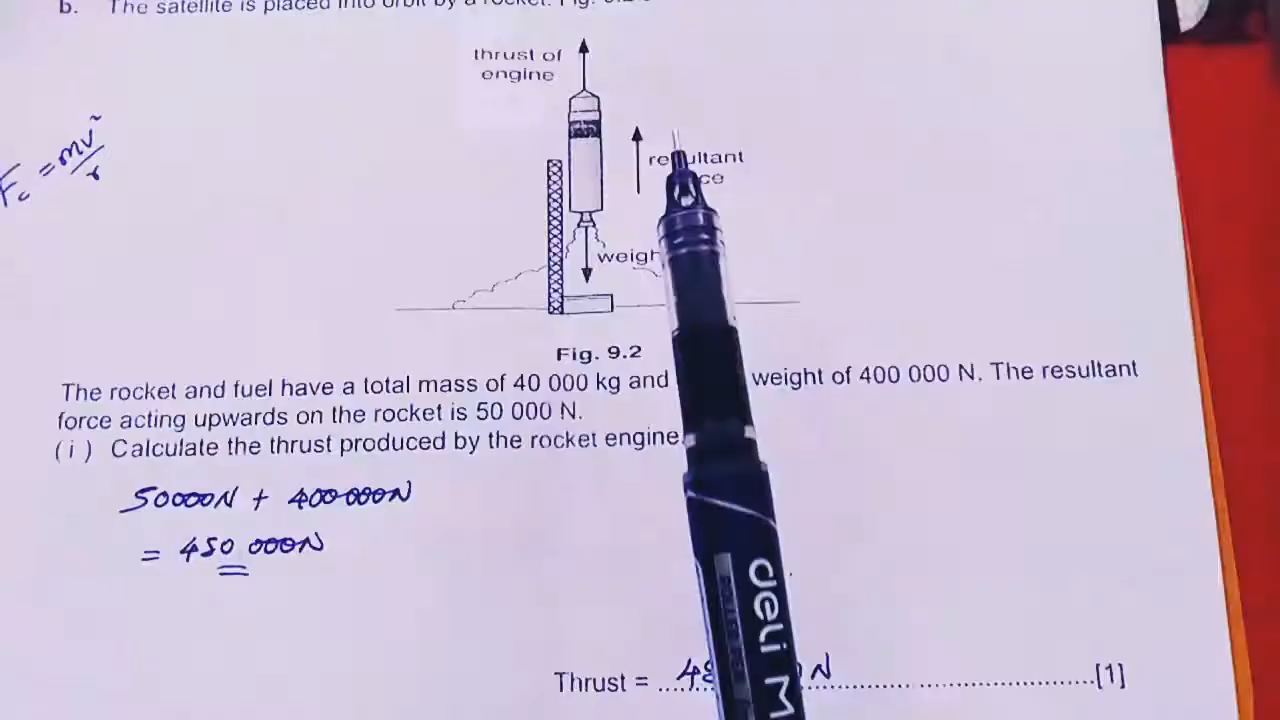 b. The satellite is placed into orbit by a rocket. Fig.
thrust of
engine
Fc = mv²/r
resultant
weigh
Fig. 9.2
The rocket and fuel have a total mass of 40 000 kg and weight of 400 000 N. The resultant
force acting upwards on the rocket is 50 000 N.
(i) Calculate the thrust produced by the rocket engine.
50000N + 400000N
= 450 000N
deli M
Thrust = N [1]